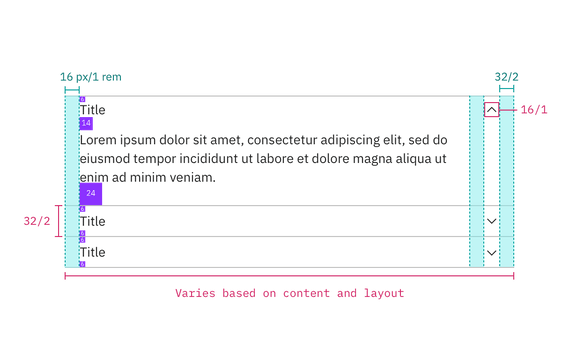 16 px/1 rem
32/2
Title
16/1
14
Lorem ipsum dolor sit amet, consectetur adipiscing elit, sed do
eiusmod tempor incididunt ut labore et dolore magna aliqua ut
enim ad minim veniam.
24
32/2
Title
Title
Varies based on content and layout